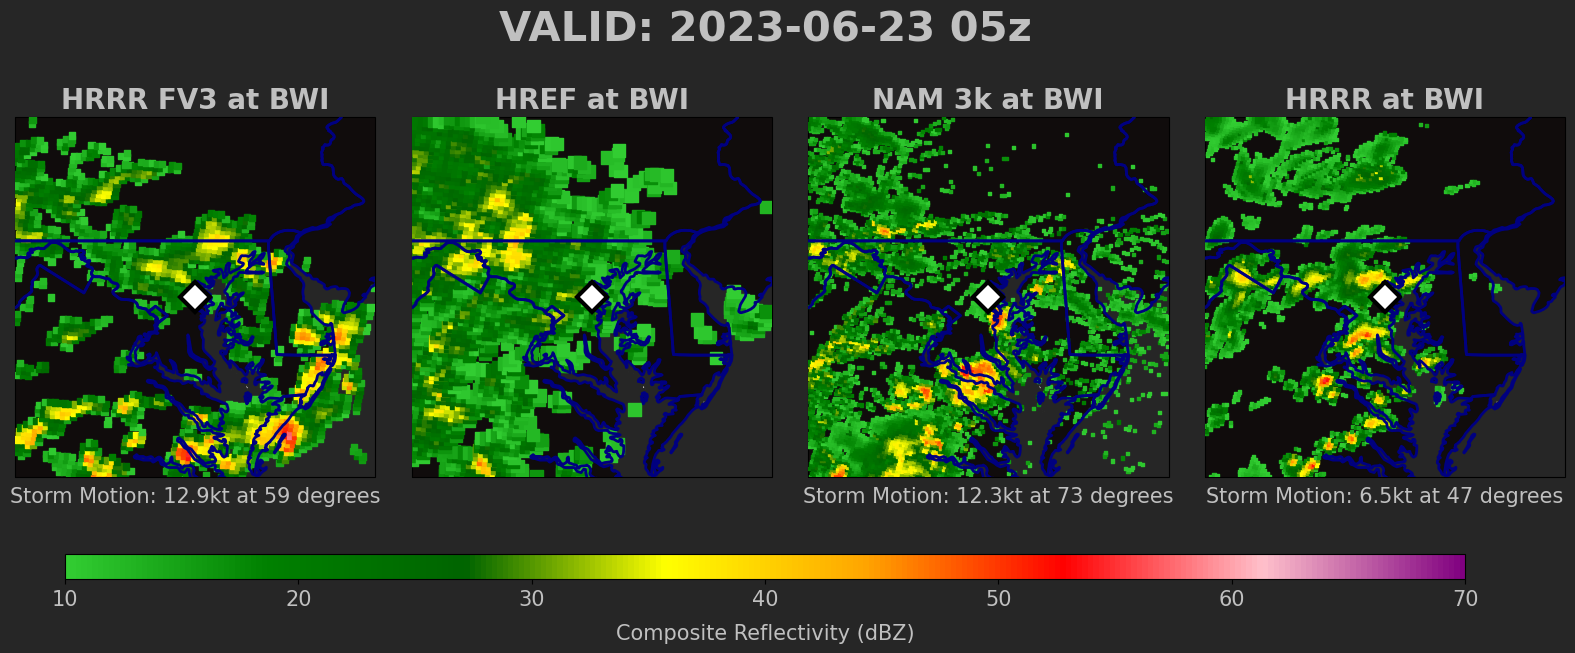 VALID: 2023-06-23 05z
HRRR FV3 at BWI
HREF at BWI
NAM 3k at BWI
HRRR at BWI
Storm Motion: 12.9kt at 59 degrees
Storm Motion: 12.3kt at 73 degrees
Storm Motion: 6.5kt at 47 degrees
10 20 30 40 50 60 70
Composite Reflectivity (dBZ)